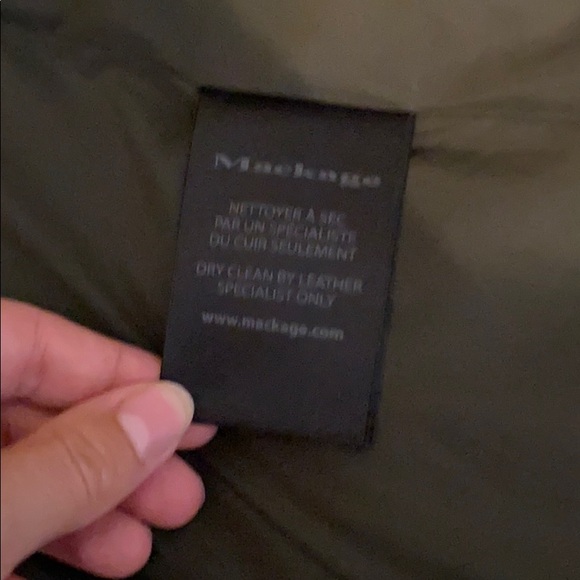 Mackage
NETTOYER À SEC
PAR UN SPÉCIALISTE
DU CUIR SEULEMENT
DRY CLEAN BY LEATHER
SPECIALIST ONLY
www.mackage.com